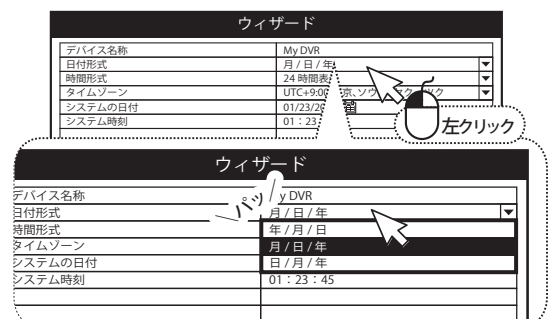 ウィザード
デバイス名称 My DVR
日付形式 月 / 日 / 年
時間形式 24 時間表
タイムゾーン UTC+9:00 京、ソウ
システムの日付 01/23/20
システム時刻 01:23
左クリック
ウィザード
パッ
デバイス名称 My DVR
日付形式 月 / 日 / 年
時間形式 年 / 月 / 日
タイムゾーン 月 / 日 / 年
システムの日付 日 / 月 / 年
システム時刻 01:23:45